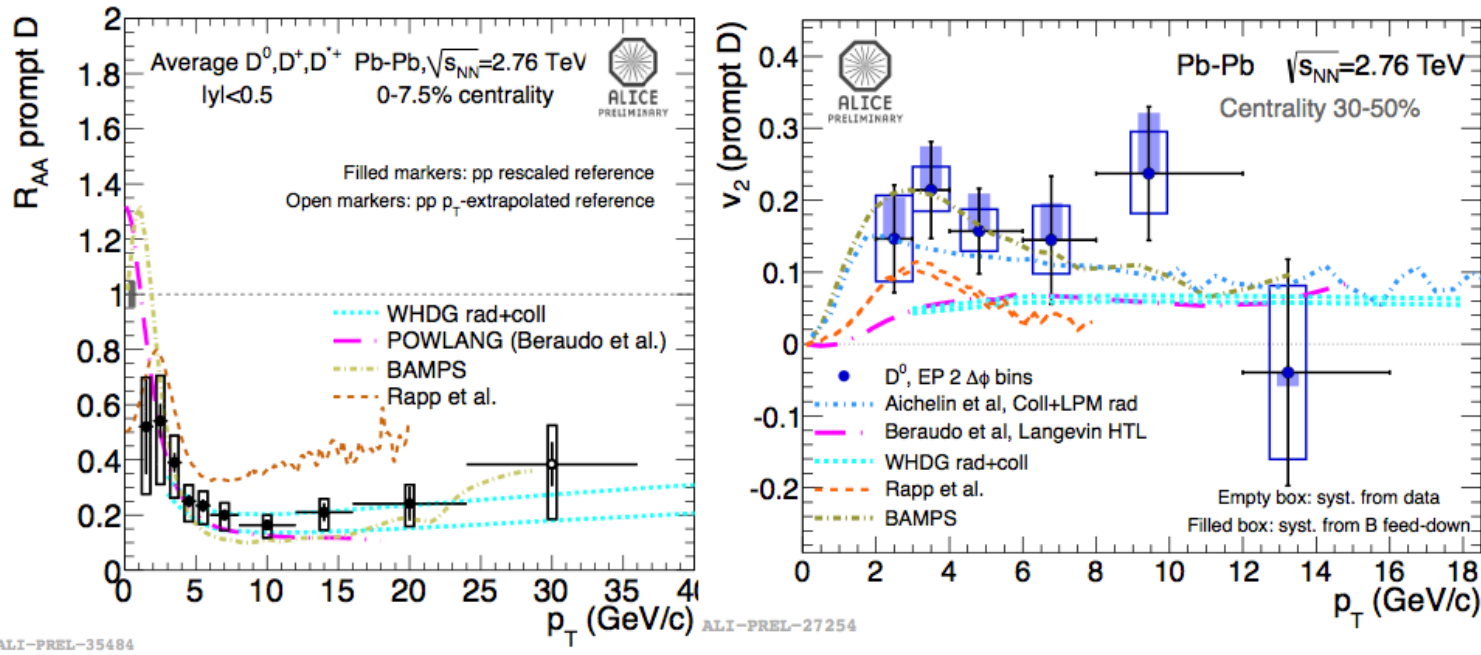 R_AA prompt D
2
1.8
1.6
1.4
1.2
1
0.8
0.6
0.4
0.2
0
Average D⁰,D⁺,D*⁺ Pb-Pb,√s_NN=2.76 TeV
|y|<0.5 0-7.5% centrality
ALICE
PRELIMINARY
Filled markers: pp rescaled reference
Open markers: pp p_T-extrapolated reference
WHDG rad+coll
POWLANG (Beraudo et al.)
BAMPS
Rapp et al.
0 5 10 15 20 25 30 35 40
p_T (GeV/c)
ALI-PREL-35484
v_2 (prompt D)
0.4
0.3
0.2
0.1
0
-0.1
-0.2
ALICE
PRELIMINARY
Pb-Pb √s_NN=2.76 TeV
Centrality 30-50%
D⁰, EP 2 Δϕ bins
Aichelin et al, Coll+LPM rad
Beraudo et al, Langevin HTL
WHDG rad+coll
Rapp et al.
BAMPS
Empty box: syst. from data
Filled box: syst. from B feed-down
0 2 4 6 8 10 12 14 16 18
p_T (GeV/c)
ALI-PREL-27254